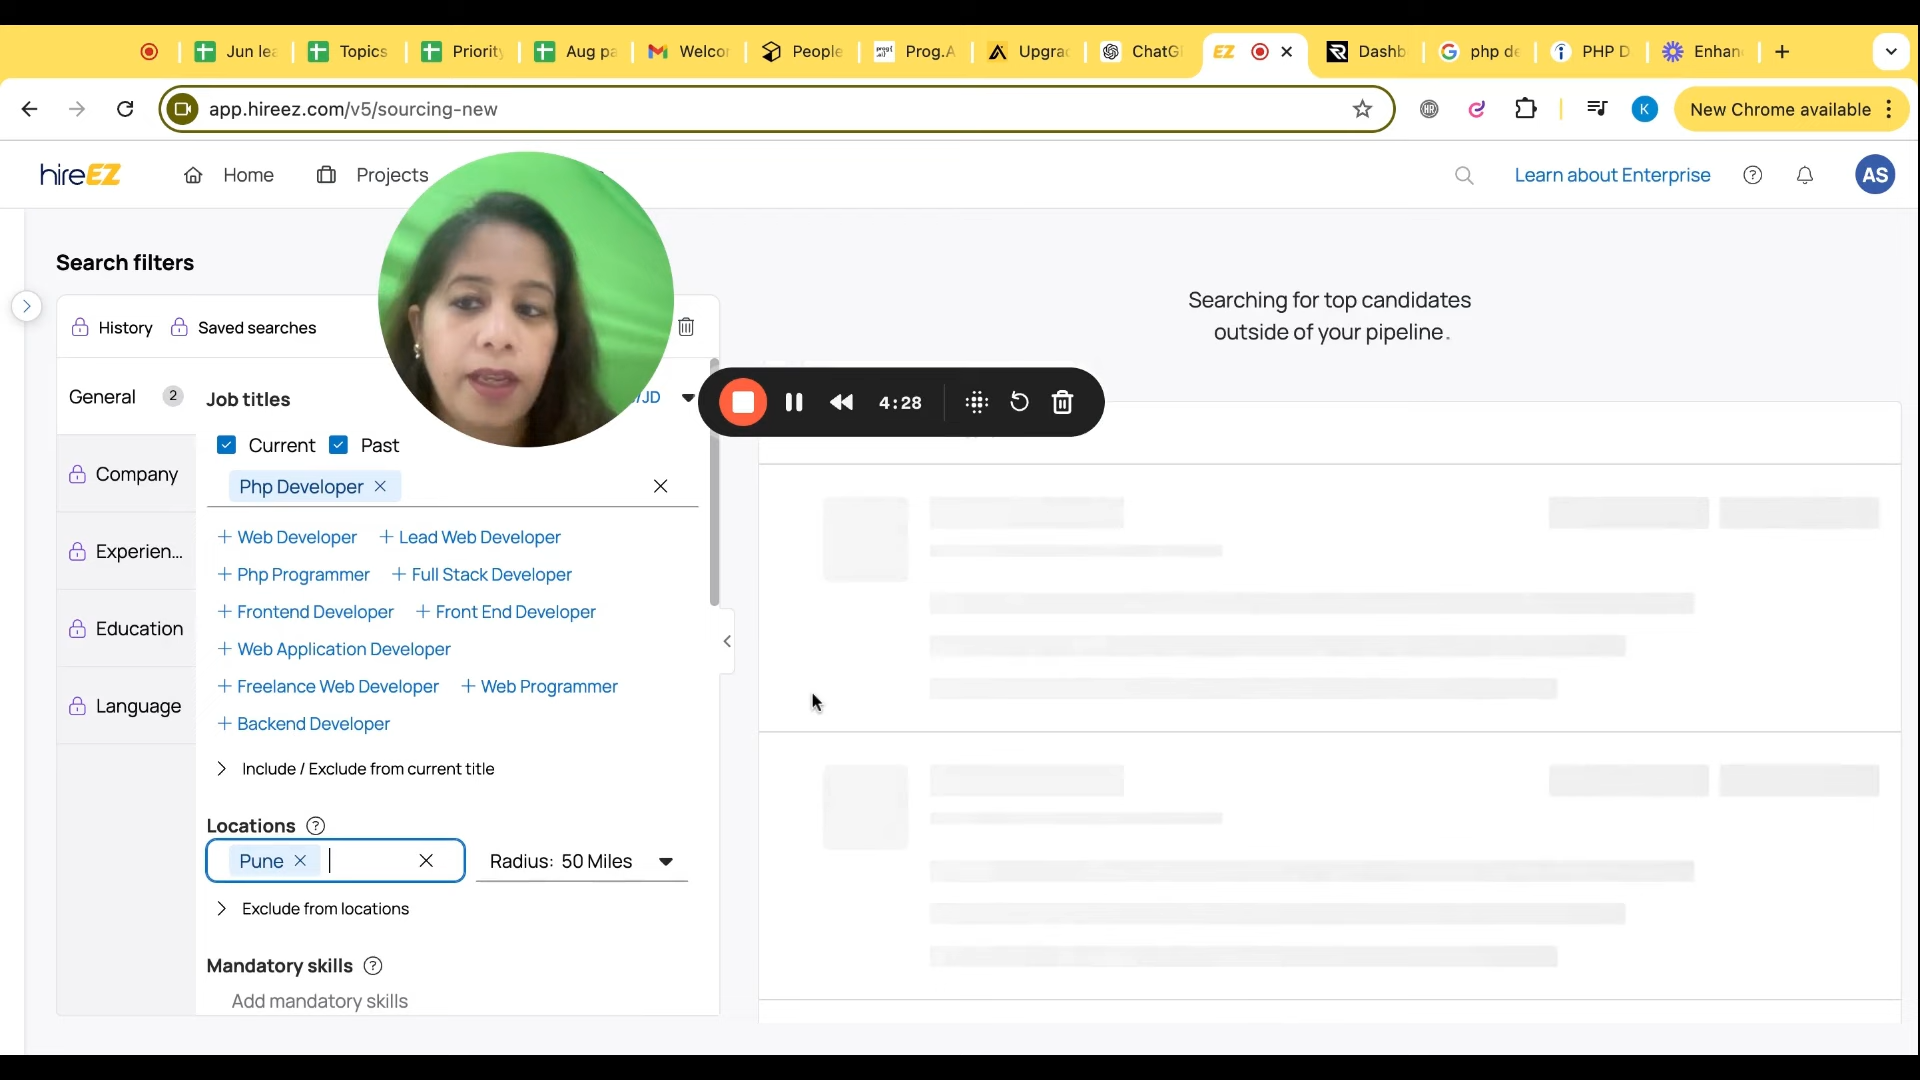 Jun lea
Topics
Priority
Aug pa
Welcor
People
Prog.A
Upgra
ChatG
EZ
Dashb
php de
PHP D
Enhan
app.hireez.com/v5/sourcing-new
K
New Chrome available
hireEZ
Home
Projects
Learn about Enterprise
AS
Search filters
History
Saved searches
Searching for top candidates
outside of your pipeline.
General 2
Job titles
/JD
4:28
Current
Past
Company
Php Developer
Web Developer
Lead Web Developer
Experien...
Php Programmer
Full Stack Developer
Frontend Developer
Front End Developer
Education
Web Application Developer
Freelance Web Developer
Web Programmer
Language
Backend Developer
Include / Exclude from current title
Locations
Pune
Radius: 50 Miles
Exclude from locations
Mandatory skills
Add mandatory skills